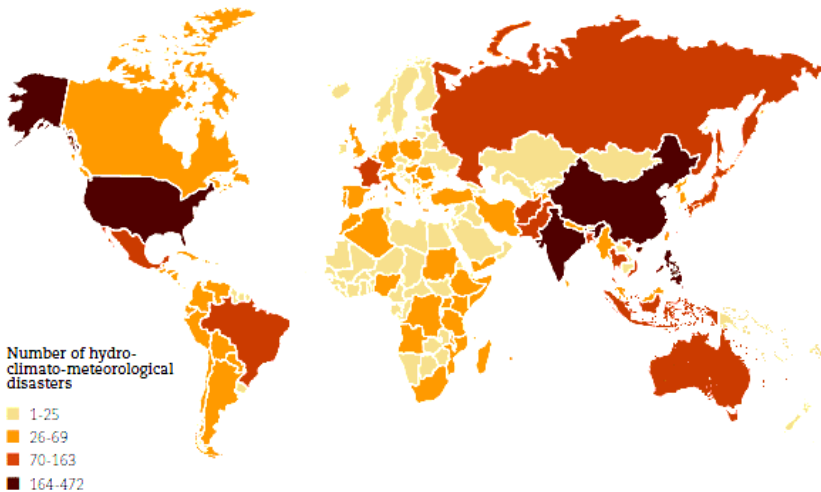 Number of hydro-
climato-meteorological
disasters
1-25
26-69
70-163
164-472